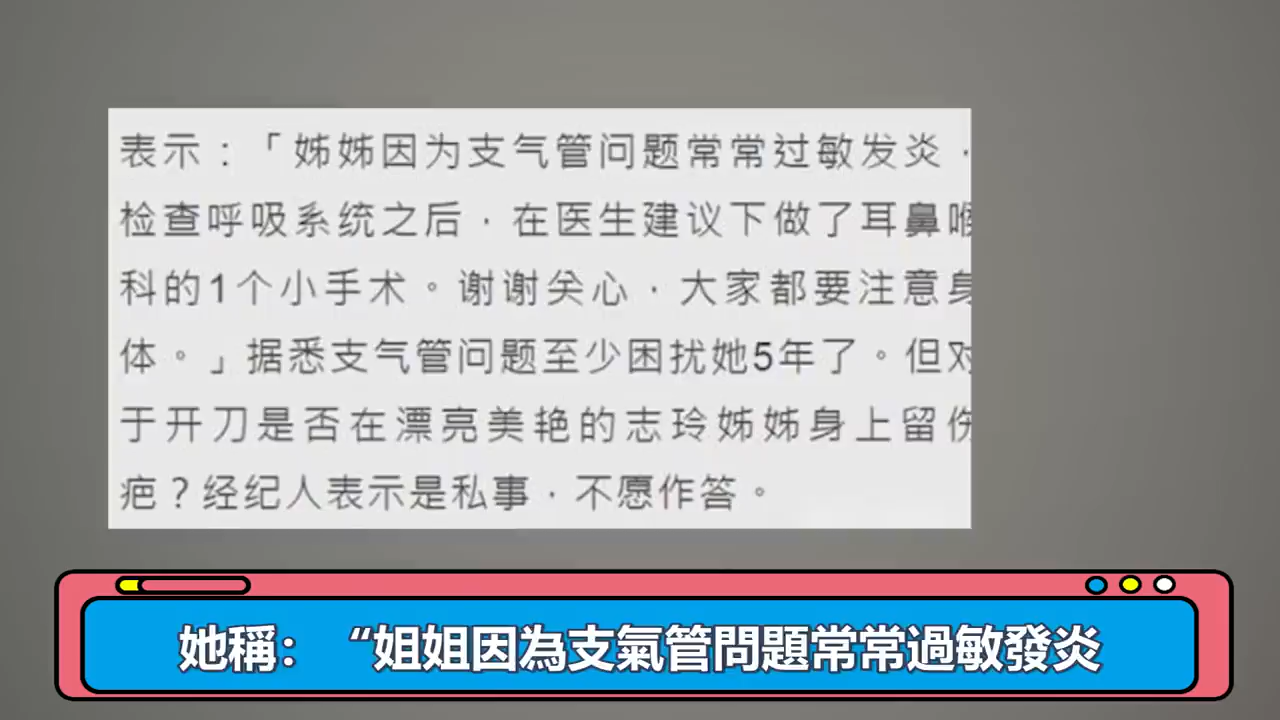 表示：「姊姊因为支气管问题常常过敏发炎，
检查呼吸系统之后，在医生建议下做了耳鼻喉
科的1个小手术。谢谢关心，大家都要注意身
体。」据悉支气管问题至少困扰她5年了。但对
于开刀是否在漂亮美艳的志玲姊姊身上留伤
疤？经纪人表示是私事，不愿作答。
她稱：“姐姐因為支氣管問題常常過敏發炎